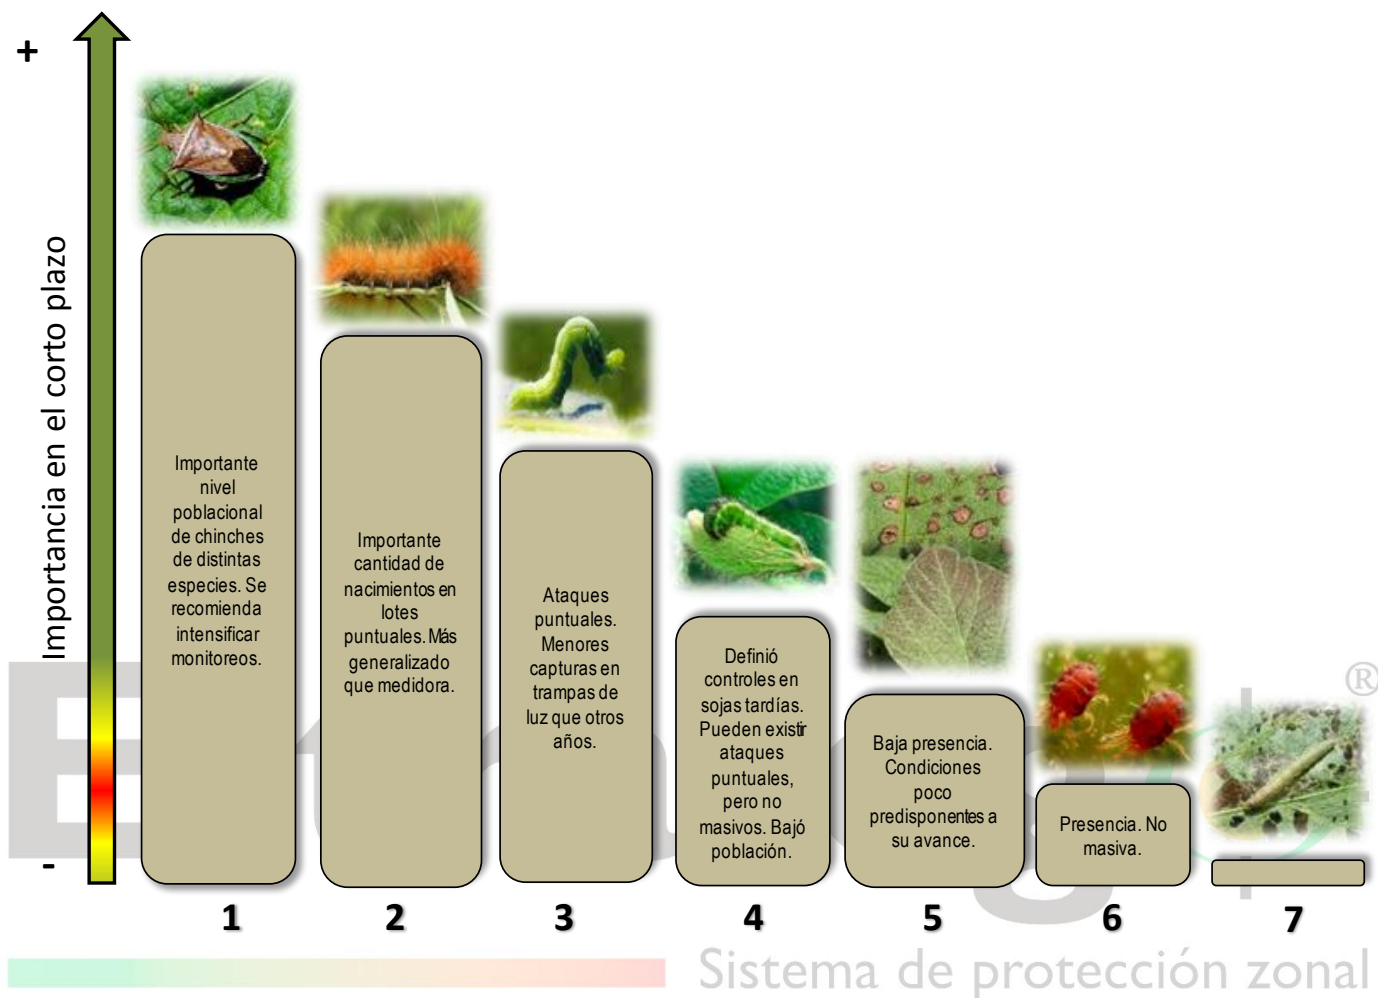 +
Importancia en el corto plazo
-
Importante
nivel
poblacional
de chinches
de distintas
especies. Se
recomienda
intensificar
monitoreos.
Importante
cantidad de
nacimientos en
lotes
puntuales. Más
generalizado
que medidora.
Ataques
puntuales.
Menores
capturas en
trampas de
luz que otros
años.
Definió
controles en
sojas tardías.
Pueden existir
ataques
puntuales,
pero no
masivos. Bajó
población.
Baja presencia.
Condiciones
poco
predisponentes a
su avance.
Presencia. No
masiva.
1 2 3 4 5 6 7
®
Sistema de protección zonal